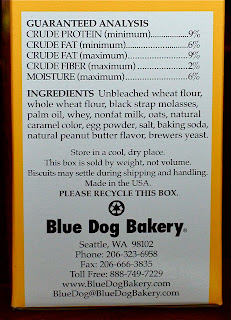 GUARANTEED ANALYSIS
CRUDE PROTEIN (minimum)..................9%
CRUDE FAT (minimum).........................6%
CRUDE FAT (maximum)........................9%
CRUDE FIBER (maximum) ....................2%
MOISTURE (maximum)........................6%
INGREDIENTS Unbleached wheat flour,
whole wheat flour, black strap molasses,
palm oil, whey, nonfat milk, oats, natural
caramel color, egg powder, salt, baking soda,
natural peanut butter flavor, brewers yeast.
Store in a cool, dry place.
This box is sold by weight, not volume.
Biscuits may settle during shipping and handling.
Made in the USA.
PLEASE RECYCLE THIS BOX.
Blue Dog Bakery®
Seattle, WA 98102
Phone: 206-323-6958
Fax: 206-666-3835
Toll Free: 888-749-7229
www.BlueDogBakery.com
BlueDog@BlueDogBakery.com